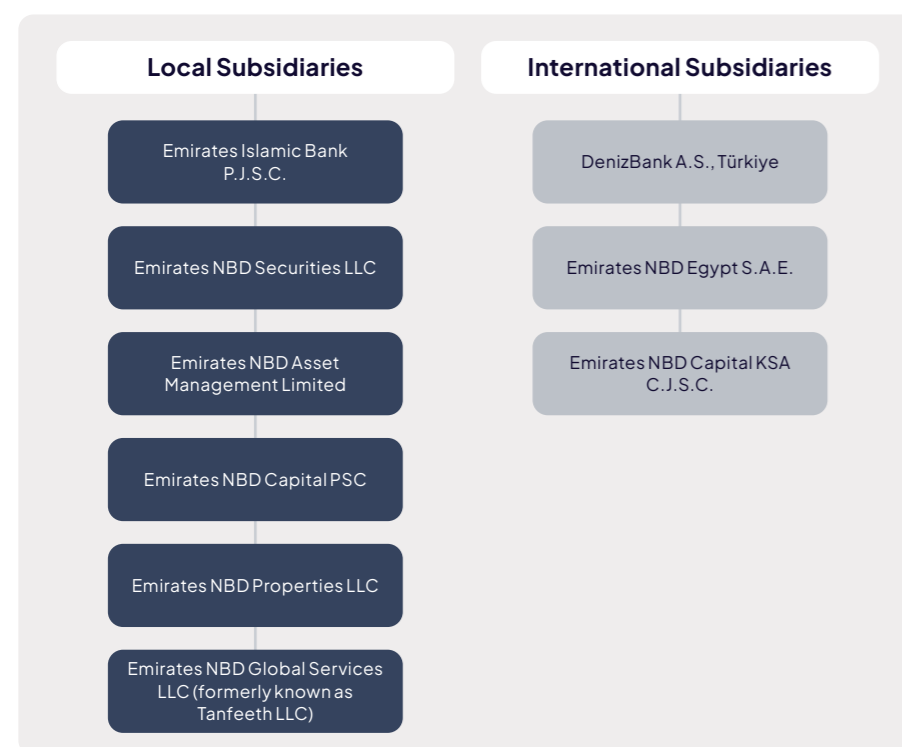 Local Subsidiaries
Emirates Islamic Bank
P.J.S.C.
Emirates NBD Securities LLC
Emirates NBD Asset
Management Limited
Emirates NBD Capital PSC
Emirates NBD Properties LLC
Emirates NBD Global Services
LLC (formerly known as
Tanfeeth LLC)
International Subsidiaries
DenizBank A.S., Türkiye
Emirates NBD Egypt S.A.E.
Emirates NBD Capital KSA
C.J.S.C.